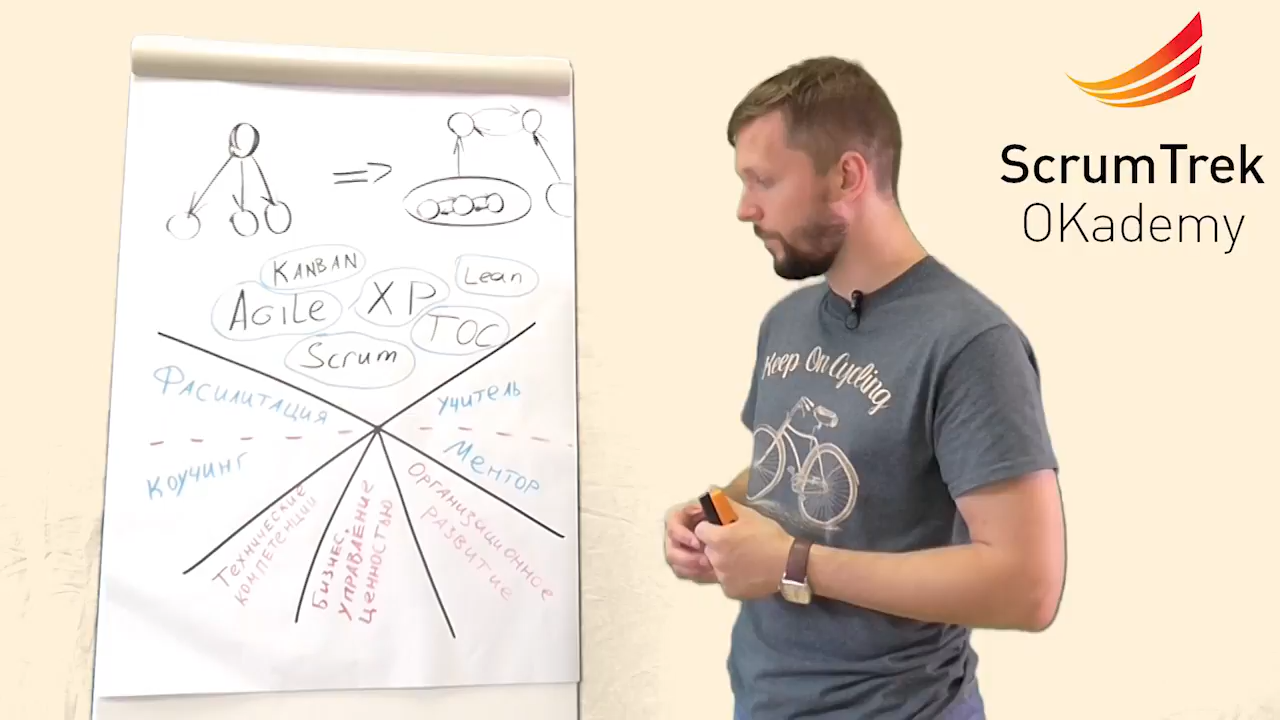 KANBAN
Lean
AGiLe
XP
TOC
Scrum
ФАСИЛИТАЦИЯ
УЧИТЕЛЬ
КОУЧИНГ
МЕНТОР
ТЕХНИЧЕСКИЕ
КОМПЕТЕНЦИИ
БИЗНЕС,
УПРАВЛЕНИЕ
ЦЕННОСТЬЮ
ОРГАНИЗАЦИОННОЕ
РАЗВИТИЕ
Keep On Cycling
ScrumTrek
OKademy